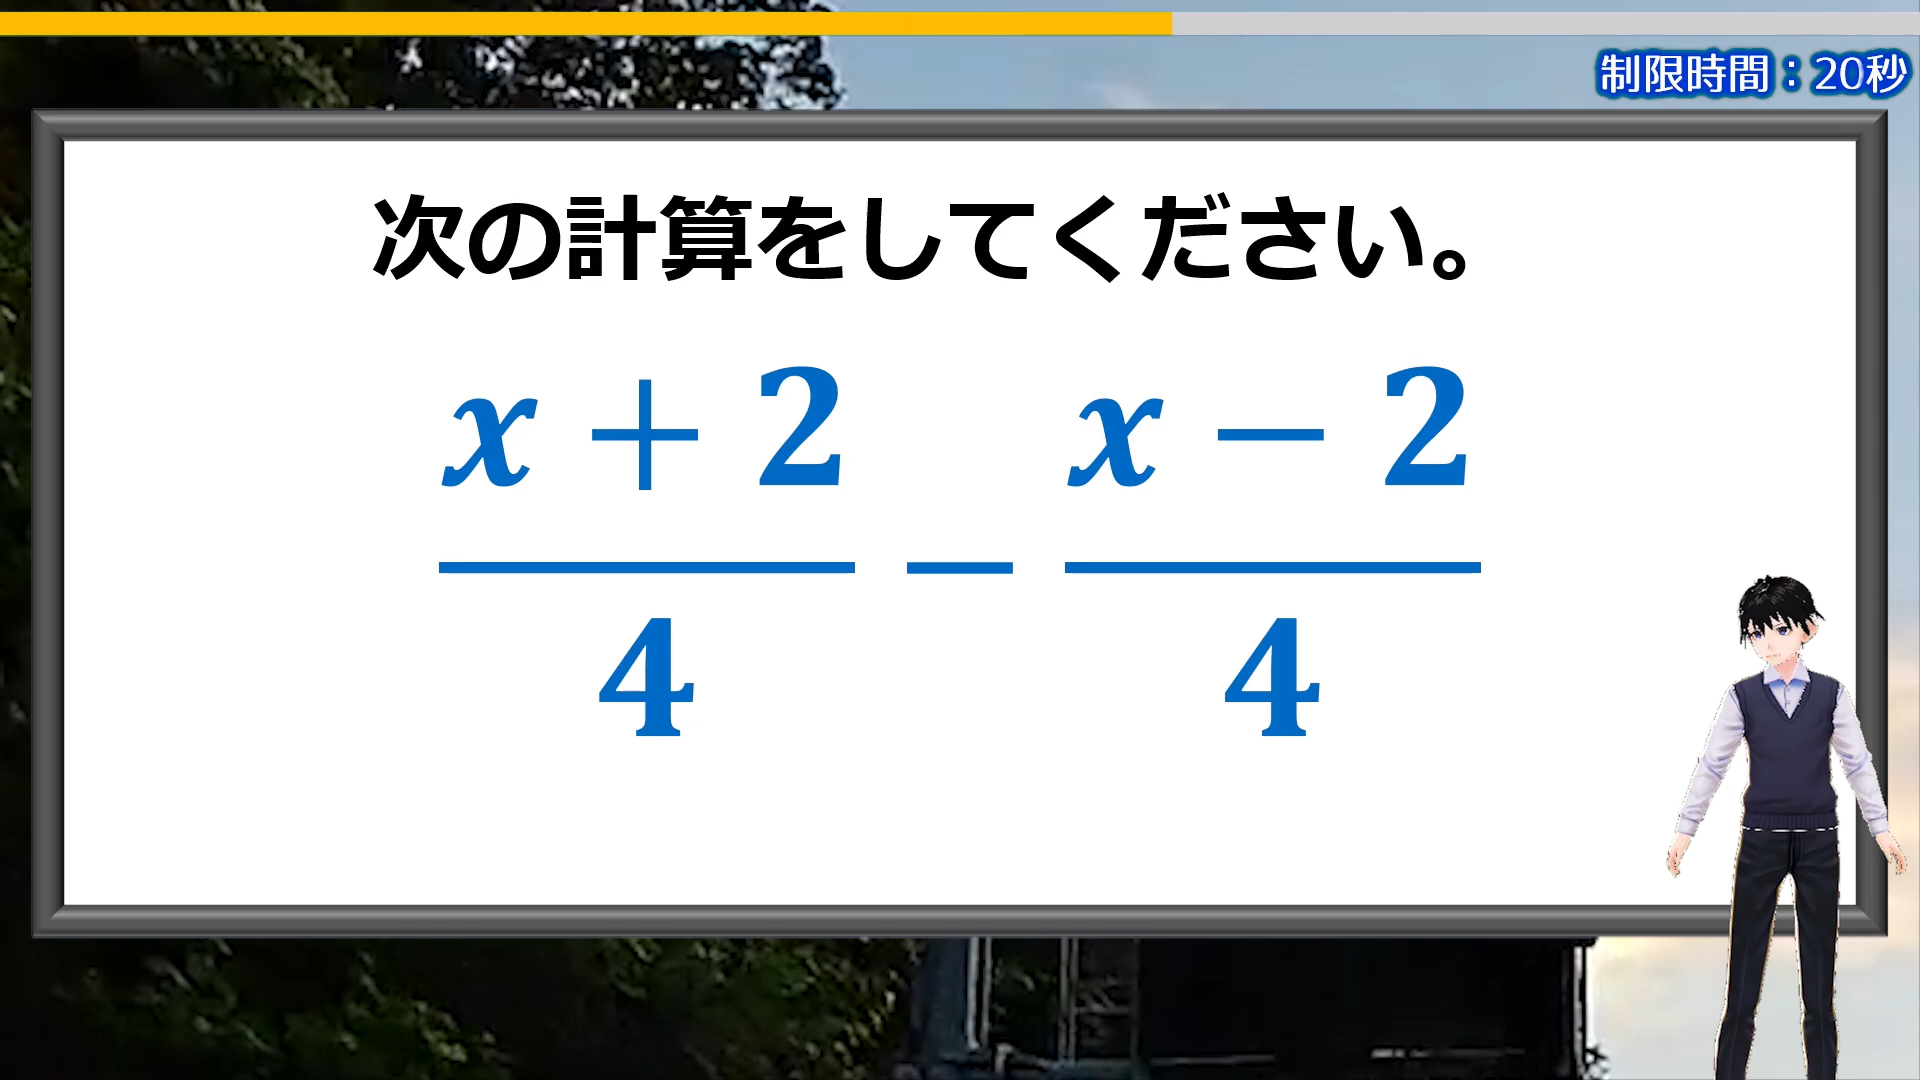 制限時間：20秒
次の計算をしてください。
x + 2 / 4 − x − 2 / 4